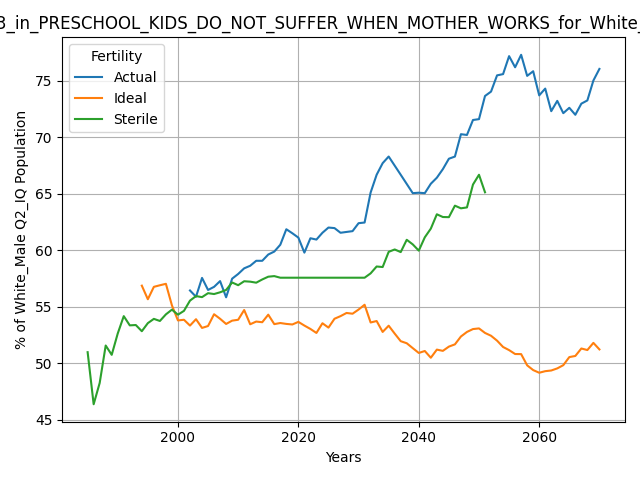 3_in_PRESCHOOL_KIDS_DO_NOT_SUFFER_WHEN_MOTHER_WORKS_for_White_
Fertility
Actual
Ideal
Sterile
% of White_Male Q2_IQ Population
75
70
65
60
55
50
45
2000
2020
2040
2060
Years